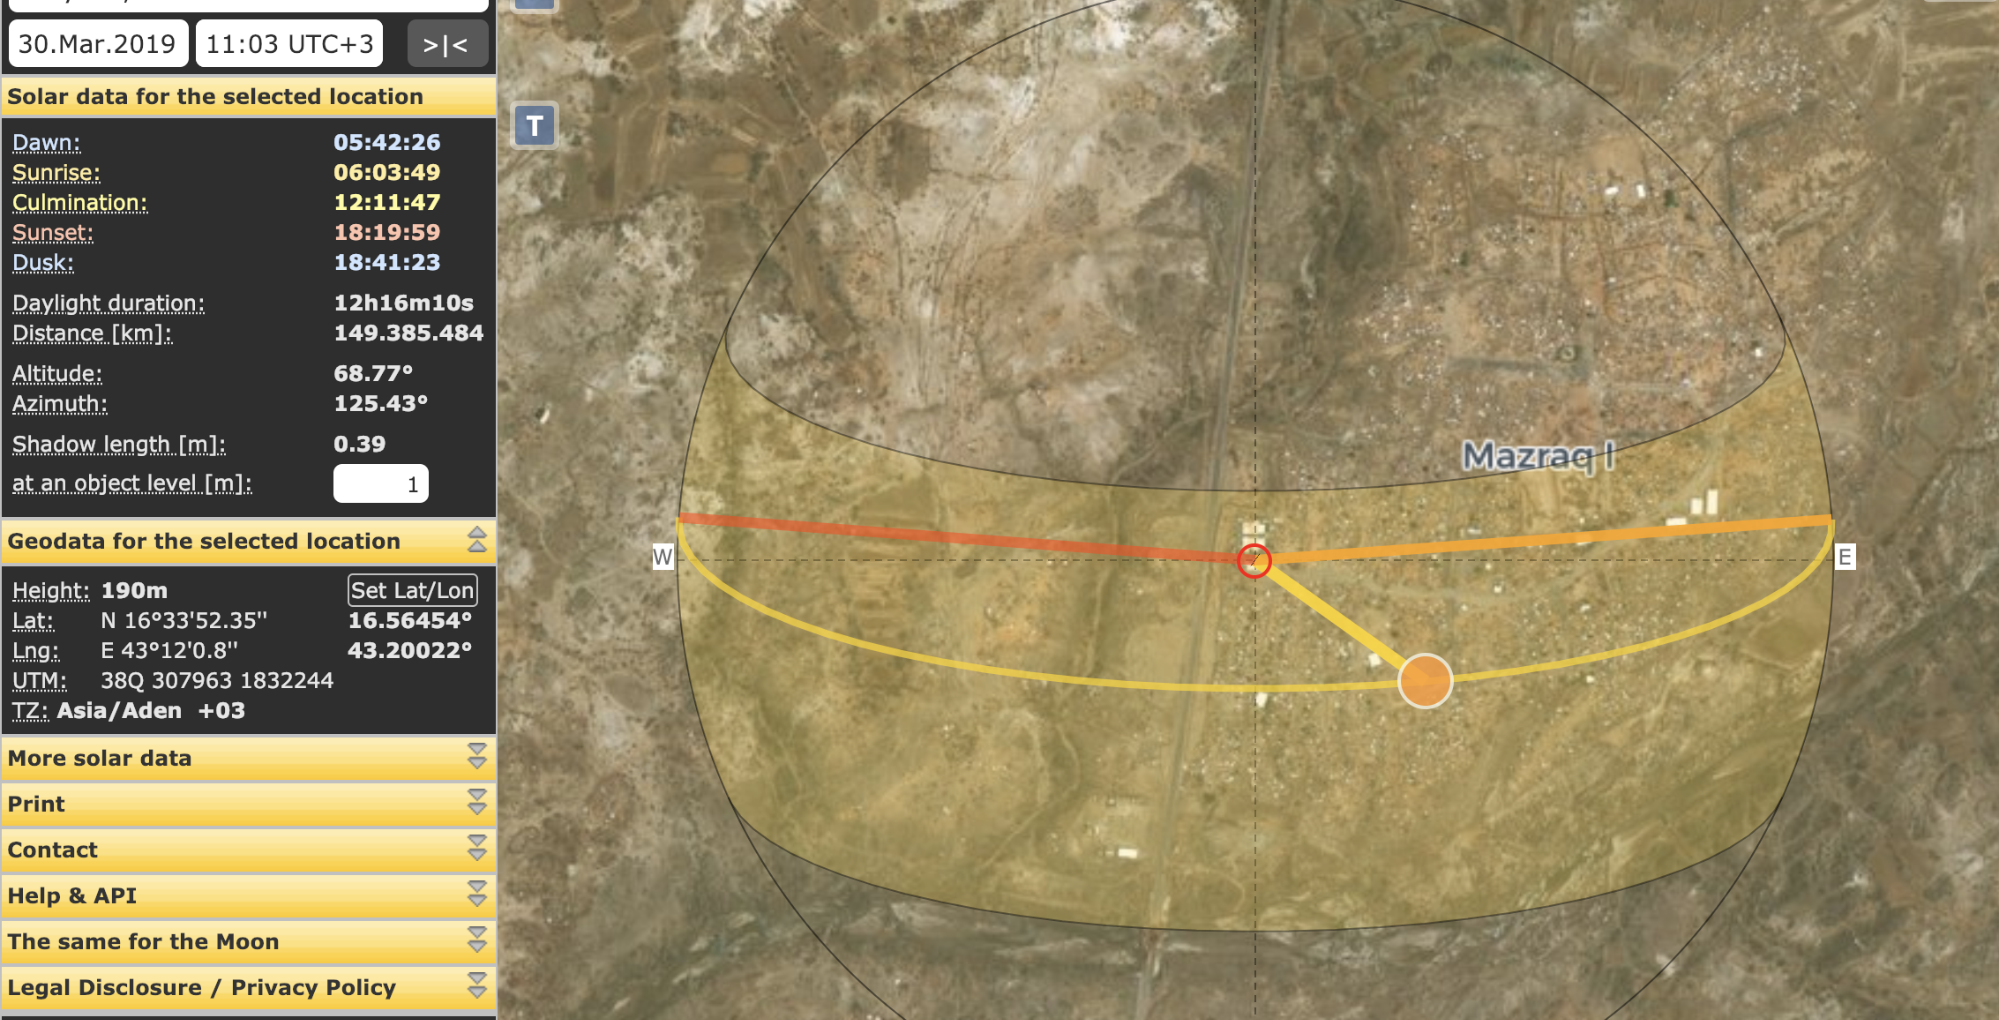 30.Mar.2019 11:03 UTC+3 >|<
Solar data for the selected location
Dawn: 05:42:26
Sunrise: 06:03:49
Culmination: 12:11:47
Sunset: 18:19:59
Dusk: 18:41:23
Daylight duration: 12h16m10s
Distance [km]: 149.385.484
Altitude: 68.77°
Azimuth: 125.43°
Shadow length [m]: 0.39
at an object level [m]: 1
Geodata for the selected location
Height: 190m Set Lat/Lon
Lat: N 16°33'52.35'' 16.56454°
Lng: E 43°12'0.8'' 43.20022°
UTM: 38Q 307963 1832244
TZ: Asia/Aden +03
More solar data
Print
Contact
Help & API
The same for the Moon
Legal Disclosure / Privacy Policy
T
Mazraq I
W
E